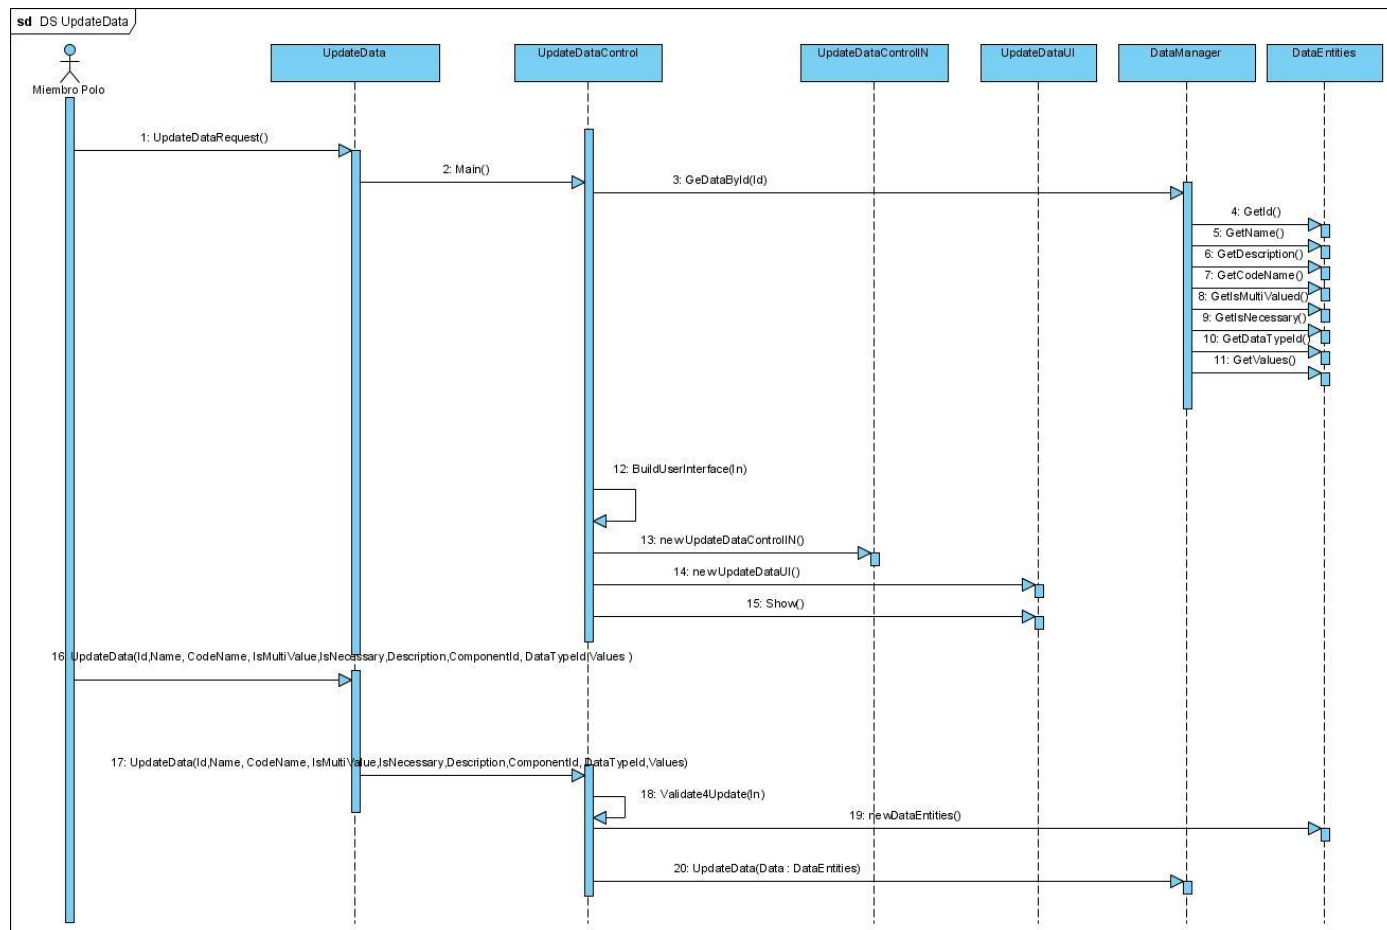 sd DS UpdateData
UpdateData
UpdateDataControl
UpdateDataControlIN
UpdateDataUI
DataManager
DataEntities
Miembro Polo
1: UpdateDataRequest()
2: Main()
3: GeDataById(Id)
4: GetId()
5: GetName()
6: GetDescription()
7: GetCodeName()
8: GetIsMultiValued()
9: GetIsNecessary()
10: GetDataTypeId()
11: GetValues()
12: BuildUserInterface(In)
13: newUpdateDataControlIN()
14: newUpdateDataUI()
15: Show()
16: UpdateData(Id,Name, CodeName, IsMultiValue,IsNecessary,Description,ComponentId, DataTypeId,Values )
17: UpdateData(Id,Name, CodeName, IsMultiValue,IsNecessary,Description,ComponentId, DataTypeId,Values)
18: Validate4Update(In)
19: newDataEntities()
20: UpdateData(Data : DataEntities)